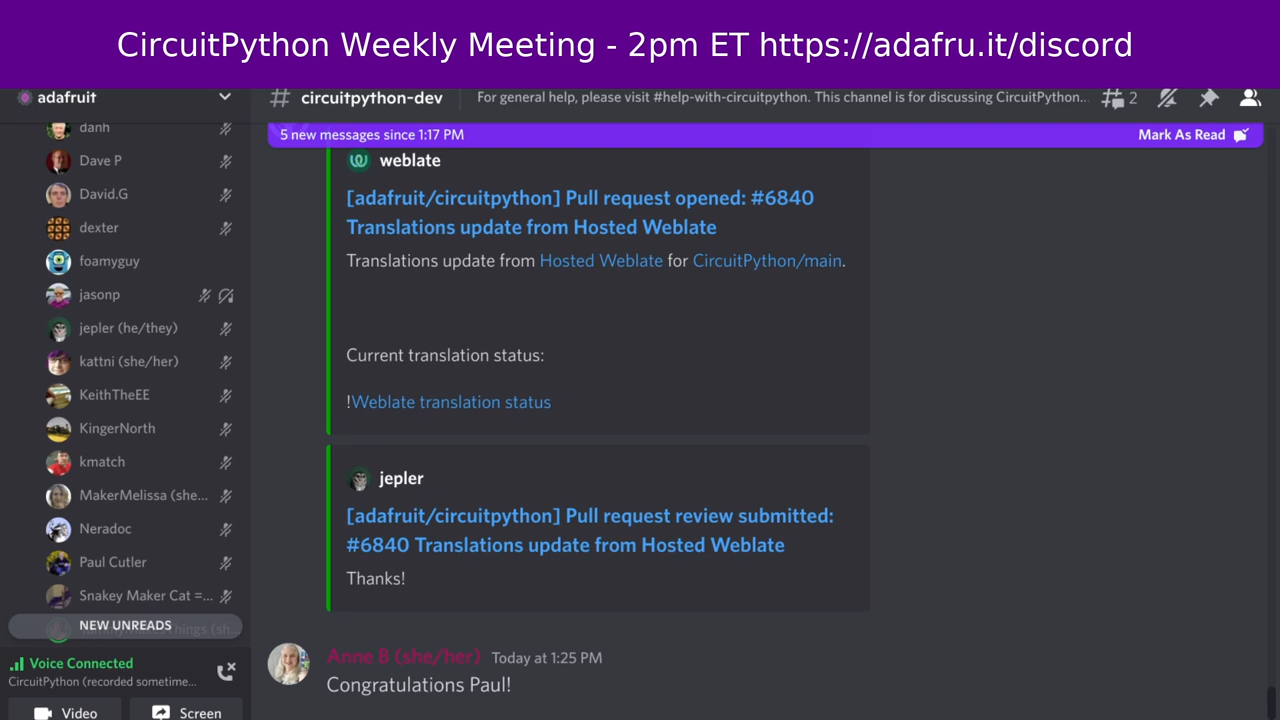 CircuitPython Weekly Meeting - 2pm ET https://adafru.it/discord
adafruit
# circuitpython-dev
For general help, please visit #help-with-circuitpython. This channel is for discussing CircuitPython...
2
5 new messages since 1:17 PM
Mark As Read
danh
Dave P
David.G
dexter
foamyguy
jasonp
jepler (he/they)
kattni (she/her)
KeithTheEE
KingerNorth
kmatch
MakerMelissa (she...
Neradoc
Paul Cutler
Snakey Maker Cat =...
NEW UNREADS
Voice Connected
CircuitPython (recorded sometime...
Video
Screen
weblate
[adafruit/circuitpython] Pull request opened: #6840
Translations update from Hosted Weblate
Translations update from Hosted Weblate for CircuitPython/main.
Current translation status:
!Weblate translation status
jepler
[adafruit/circuitpython] Pull request review submitted:
#6840 Translations update from Hosted Weblate
Thanks!
Anne B (she/her) Today at 1:25 PM
Congratulations Paul!